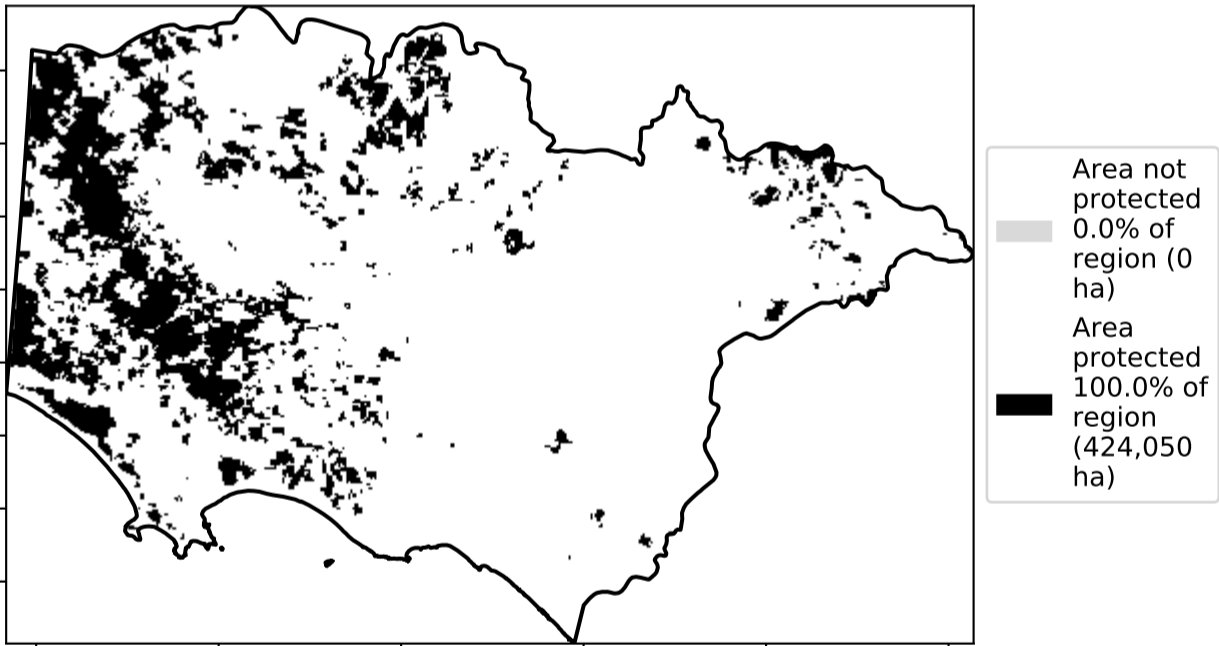 Area not
protected
0.0% of
region (0
ha)
Area
protected
100.0% of
region
(424,050
ha)